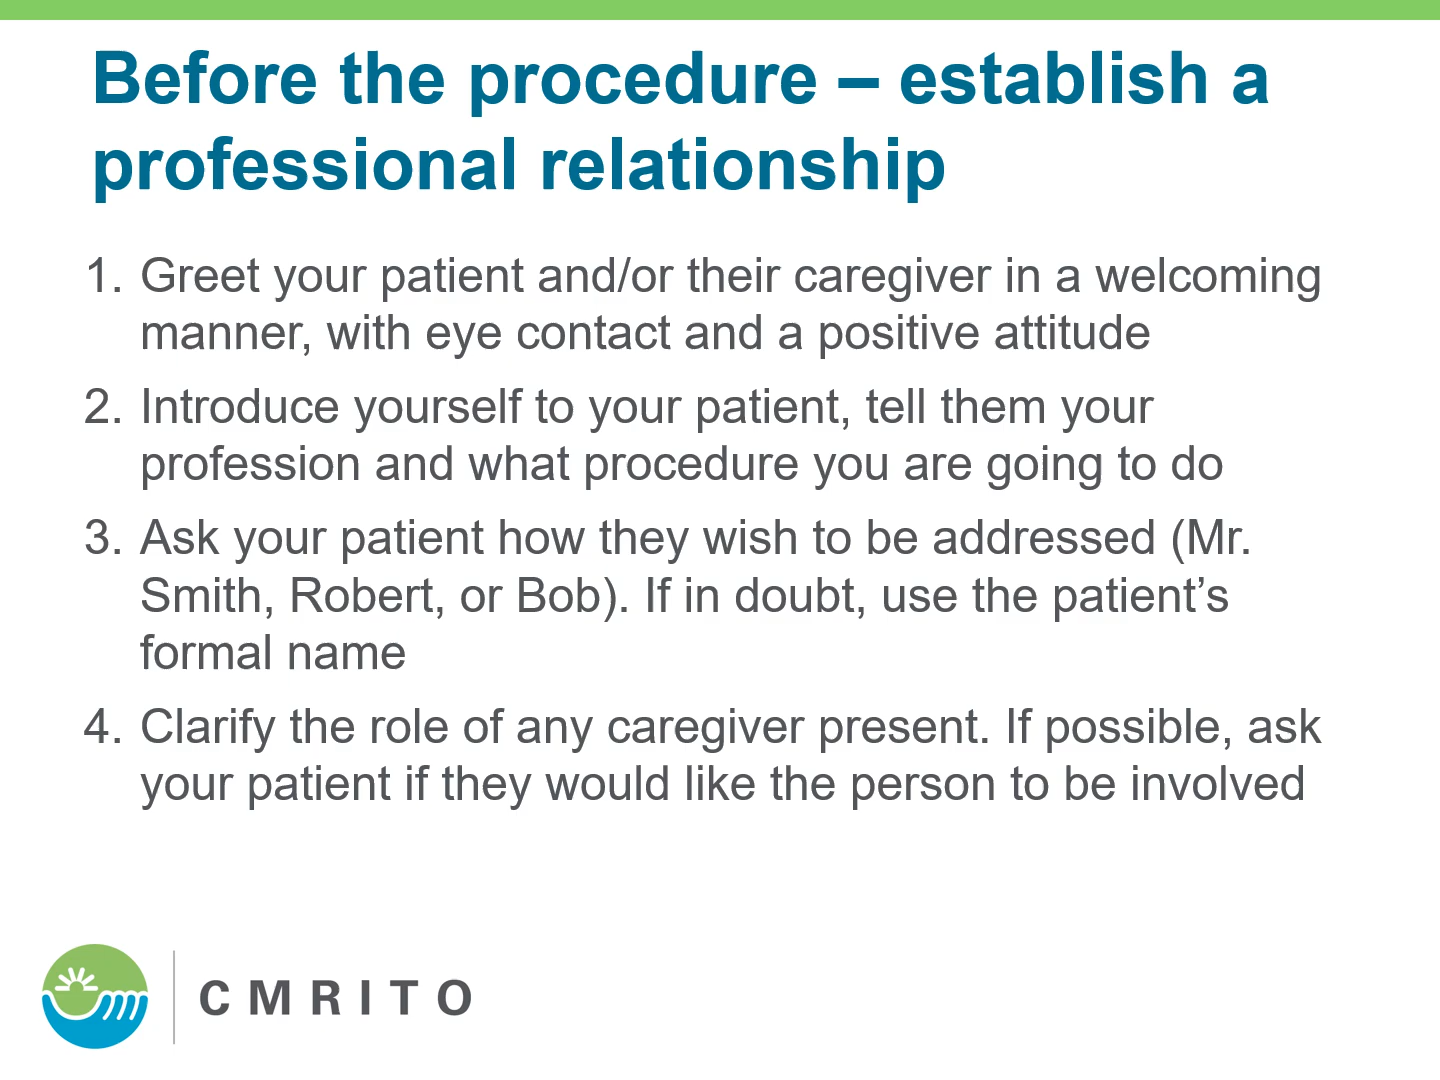 Before the procedure – establish a
professional relationship
1. Greet your patient and/or their caregiver in a welcoming
manner, with eye contact and a positive attitude
2. Introduce yourself to your patient, tell them your
profession and what procedure you are going to do
3. Ask your patient how they wish to be addressed (Mr.
Smith, Robert, or Bob). If in doubt, use the patient’s
formal name
4. Clarify the role of any caregiver present. If possible, ask
your patient if they would like the person to be involved
CMRITO